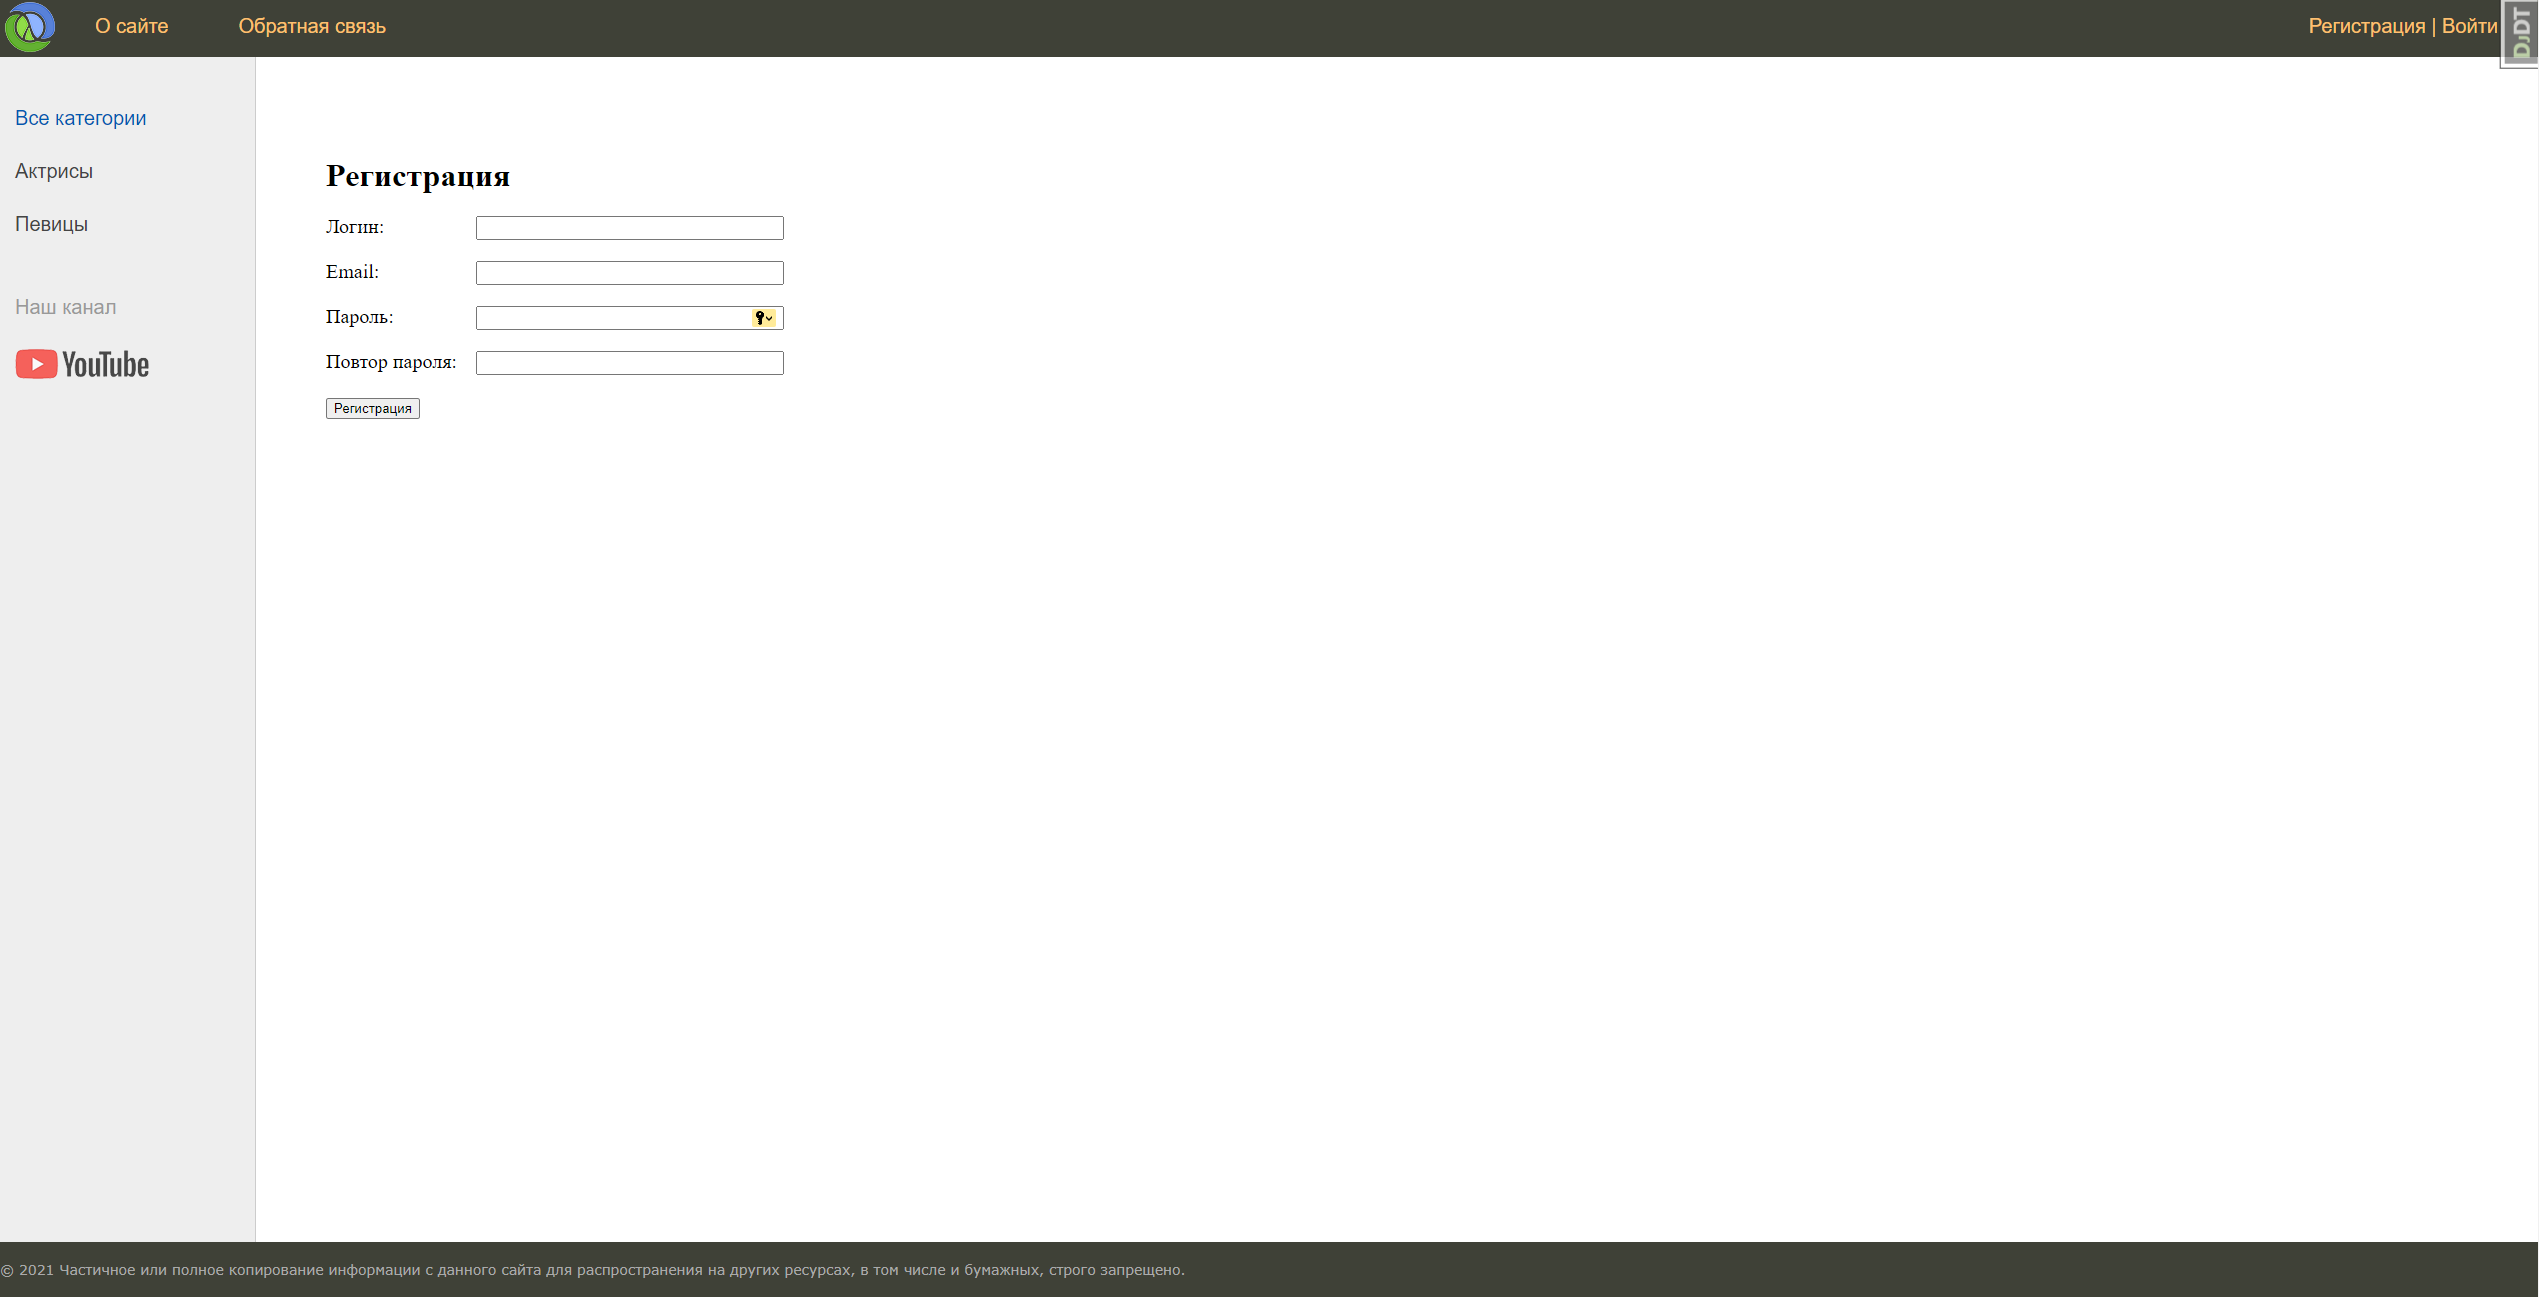 О сайте
Обратная связь
Регистрация | Войти
DjDT
Все категории
Актрисы
Певицы
Наш канал
YouTube
Регистрация
Логин:
Email:
Пароль:
Повтор пароля:
Регистрация
© 2021 Частичное или полное копирование информации с данного сайта для распространения на других ресурсах, в том числе и бумажных, строго запрещено.